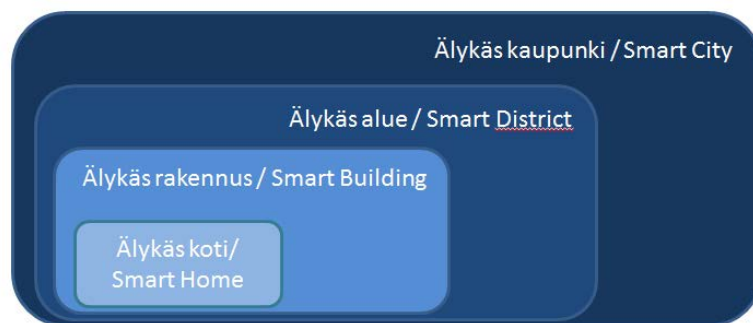 Älykäs kaupunki / Smart City
Älykäs alue / Smart District
Älykäs rakennus / Smart Building
Älykäs koti/
Smart Home